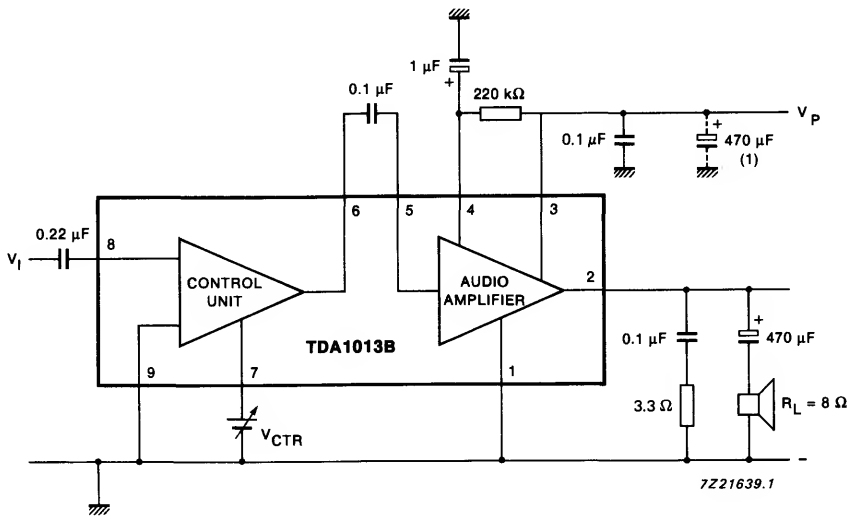 1 μF
+
0.1 μF
220 kΩ
V_P
0.1 μF
+
470 μF
(1)
6
5
4
3
0.22 μF
8
V_I
CONTROL
UNIT
AUDIO
AMPLIFIER
2
TDA1013B
+
0.1 μF
470 μF
9
7
1
3.3 Ω
R_L = 8 Ω
V_CTR
-
7Z21639.1